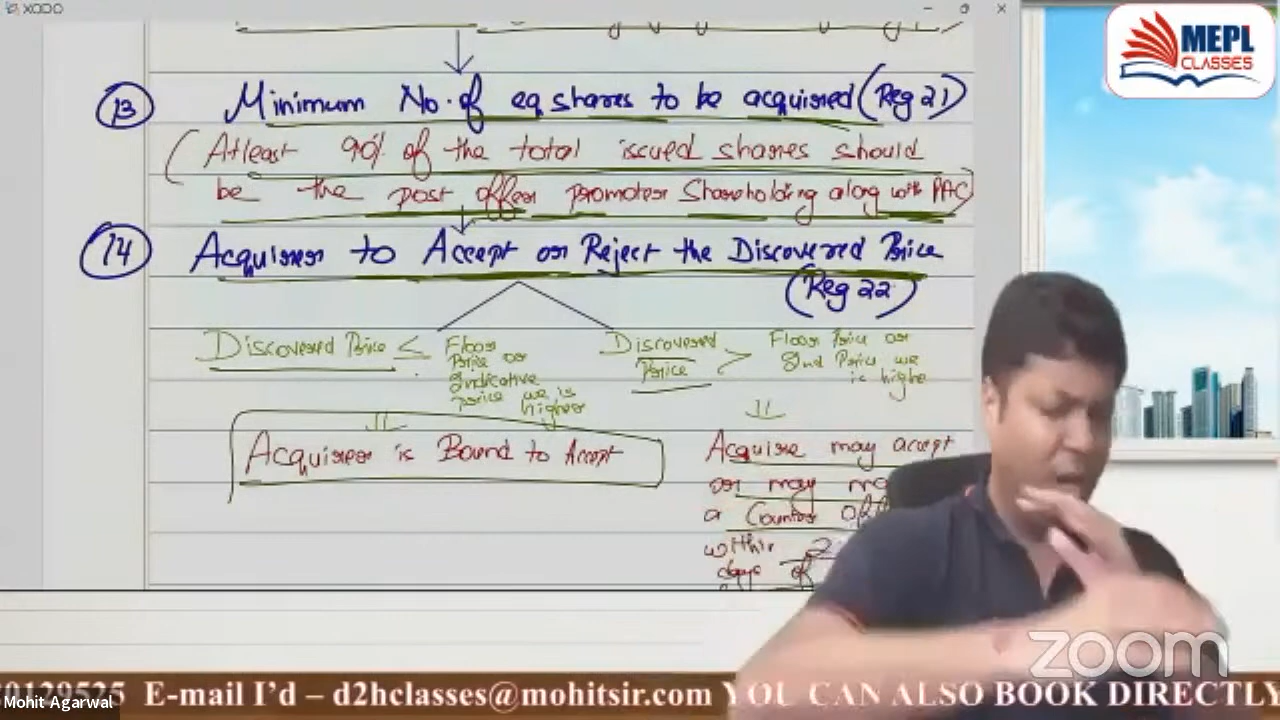 XODO
MEPL
CLASSES
13 Minimum No. of eq shares to be acquired (Reg 21)
(Atleast 90% of the total issued shares should
be the post offer promoter Shareholding along with PAC)
14 Acquirer to Accept or Reject the Discovered Price
(Reg 22)
Discovered Price ≤ Floor Price or Indicative Price w.e is higher
Discovered Price > Floor Price or Ind Price w.e is higher
Acquirer is Bound to Accept
Acquire may accept
or may
a Counter
within
days of
zoom
Mohit Agarwal
0129525 E-mail I'd – d2hclasses@mohitsir.com YOU CAN ALSO BOOK DIRECTLY